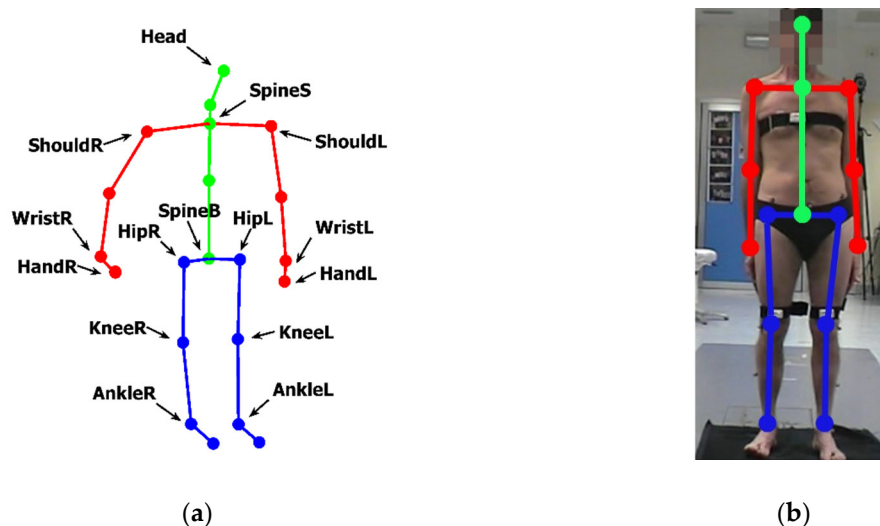 Head
SpineS
ShouldR
ShouldL
SpineB
WristR
HipR
HipL
WristL
HandR
HandL
KneeR
KneeL
AnkleR
AnkleL
(a)
(b)